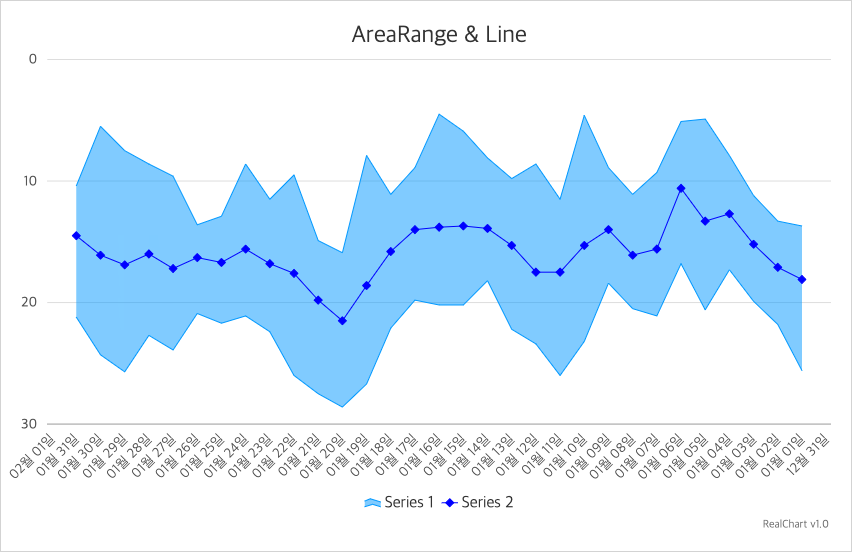 AreaRange & Line
0
10
20
30
02월 01일
01월 31일
01월 30일
01월 29일
01월 28일
01월 27일
01월 26일
01월 25일
01월 24일
01월 23일
01월 22일
01월 21일
01월 20일
01월 19일
01월 18일
01월 17일
01월 16일
01월 15일
01월 14일
01월 13일
01월 12일
01월 11일
01월 10일
01월 09일
01월 08일
01월 07일
01월 06일
01월 05일
01월 04일
01월 03일
01월 02일
01월 01일
12월 31일
Series 1
Series 2
RealChart v1.0